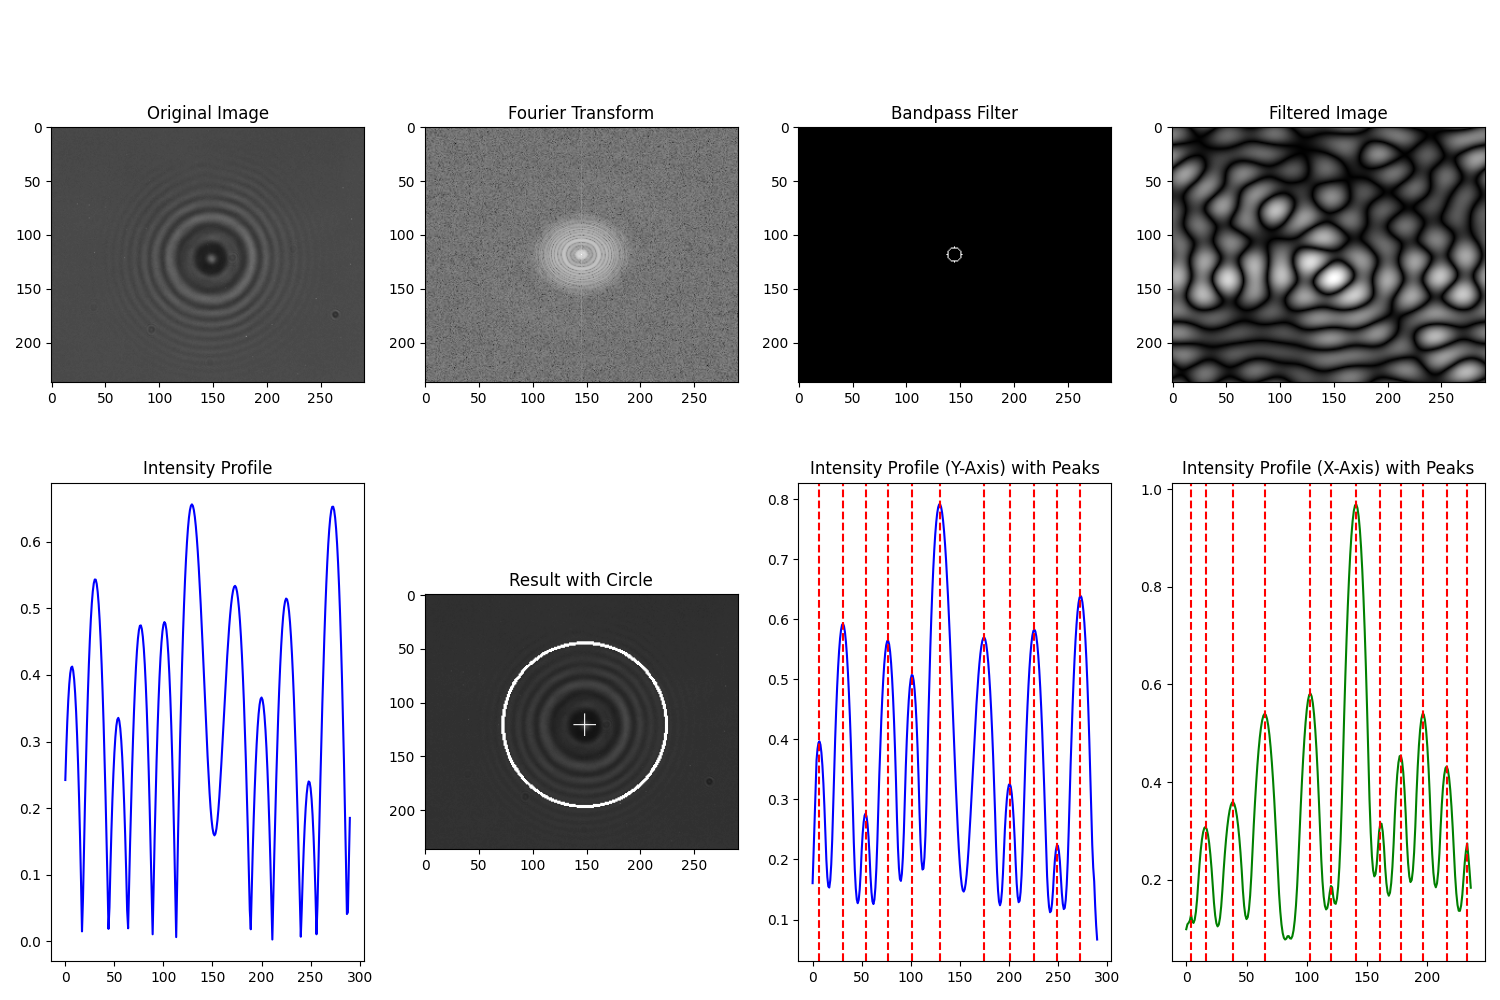 Original Image
Fourier Transform
Bandpass Filter
Filtered Image
0
50
100
150
200
0 50 100 150 200 250
0
50
100
150
200
0 50 100 150 200 250
0
50
100
150
200
0 50 100 150 200 250
0
50
100
150
200
0 50 100 150 200 250
Intensity Profile
0.6
0.5
0.4
0.3
0.2
0.1
0.0
0 50 100 150 200 250 300
Result with Circle
0
50
100
150
200
0 50 100 150 200 250
Intensity Profile (Y-Axis) with Peaks
0.8
0.7
0.6
0.5
0.4
0.3
0.2
0.1
0 50 100 150 200 250 300
Intensity Profile (X-Axis) with Peaks
1.0
0.8
0.6
0.4
0.2
0 50 100 150 200